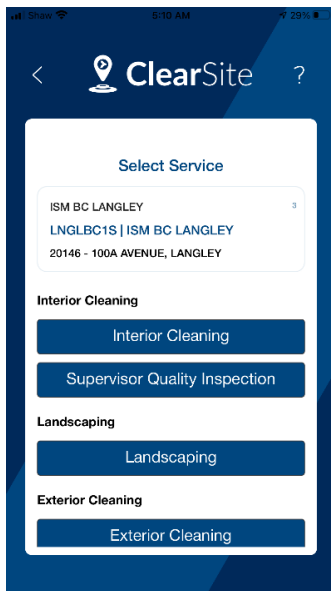 Shaw 5:10 AM 29%
ClearSite ?
Select Service
ISM BC LANGLEY 3
LNGLBC1S | ISM BC LANGLEY
20146 - 100A AVENUE, LANGLEY
Interior Cleaning
Interior Cleaning
Supervisor Quality Inspection
Landscaping
Landscaping
Exterior Cleaning
Exterior Cleaning